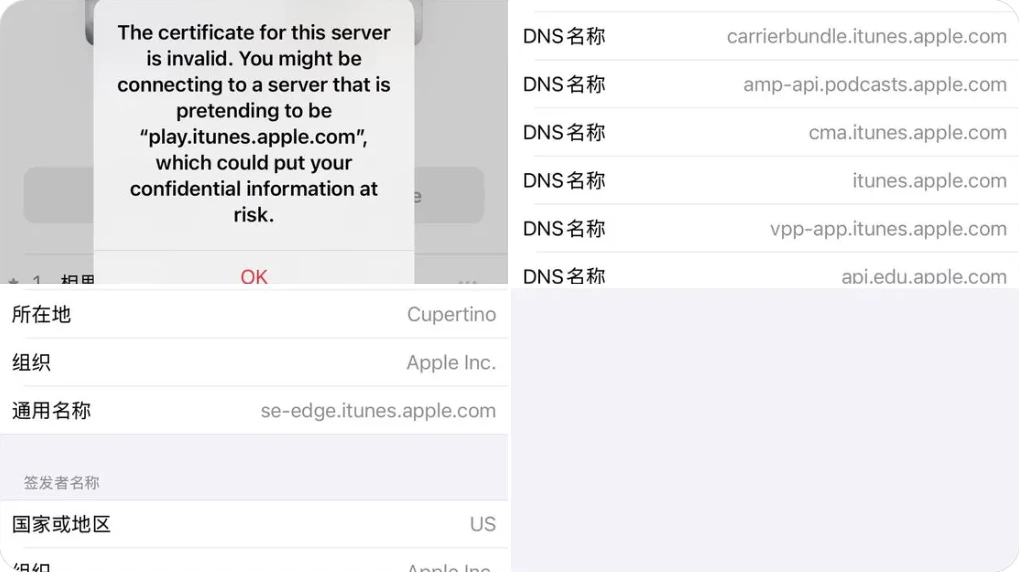 The certificate for this server
is invalid. You might be
connecting to a server that is
pretending to be
“play.itunes.apple.com”,
which could put your
confidential information at
risk.
OK
DNS名称 carrierbundle.itunes.apple.com
DNS名称 amp-api.podcasts.apple.com
DNS名称 cma.itunes.apple.com
DNS名称 itunes.apple.com
DNS名称 vpp-app.itunes.apple.com
DNS名称 api.edu.apple.com
所在地 Cupertino
组织 Apple Inc.
通用名称 se-edge.itunes.apple.com
签发者名称
国家或地区 US
组织 Apple Inc.